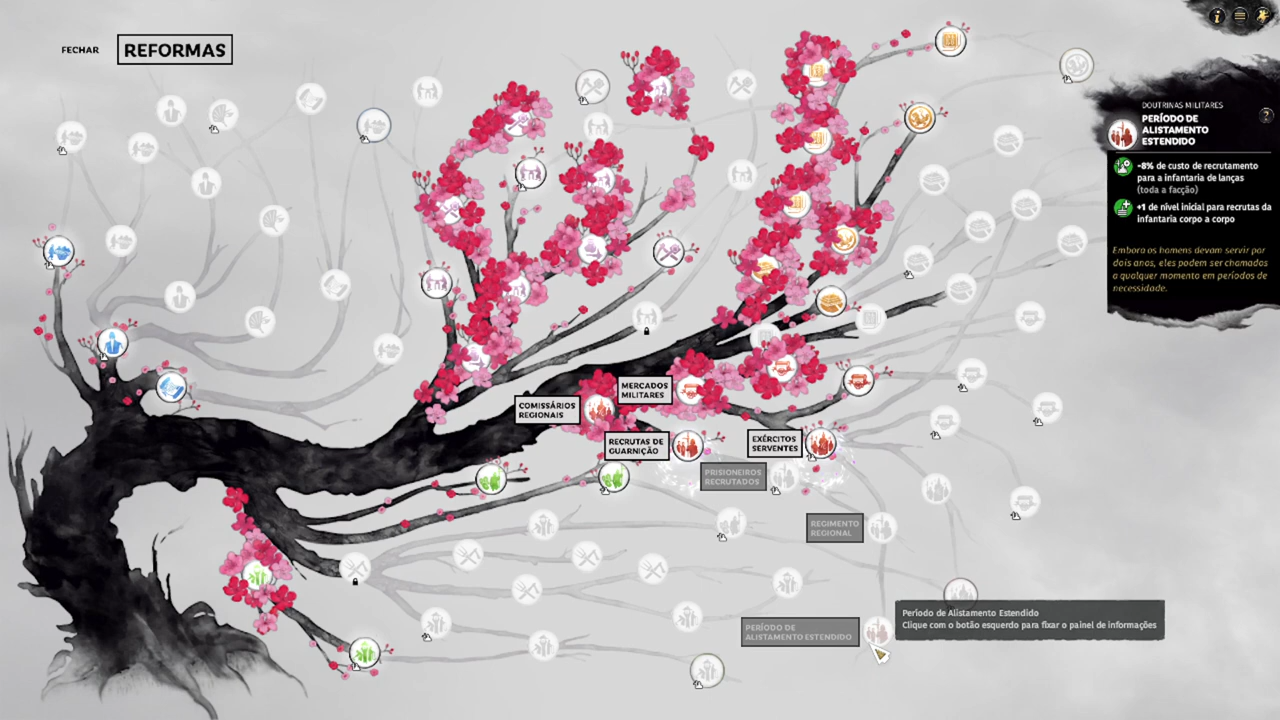 FECHAR
REFORMAS
DOUTRINAS MILITARES
PERÍODO DE
ALISTAMENTO
ESTENDIDO
?
-8% de custo de recrutamento
para a infantaria de lanças
(toda a facção)
+1 de nível inicial para recrutas da
infantaria corpo a corpo
Embora os homens devam servir por
dois anos, eles podem ser chamados
a qualquer momento em períodos de
necessidade.
MERCADOS
MILITARES
COMISSÁRIOS
REGIONAIS
RECRUTAS DE
GUARNIÇÃO
EXÉRCITOS
SERVENTES
PRISIONEIROS
RECRUTADOS
REGIMENTO
REGIONAL
PERÍODO DE
ALISTAMENTO ESTENDIDO
Período de Alistamento Estendido
Clique com o botão esquerdo para fixar o painel de informações